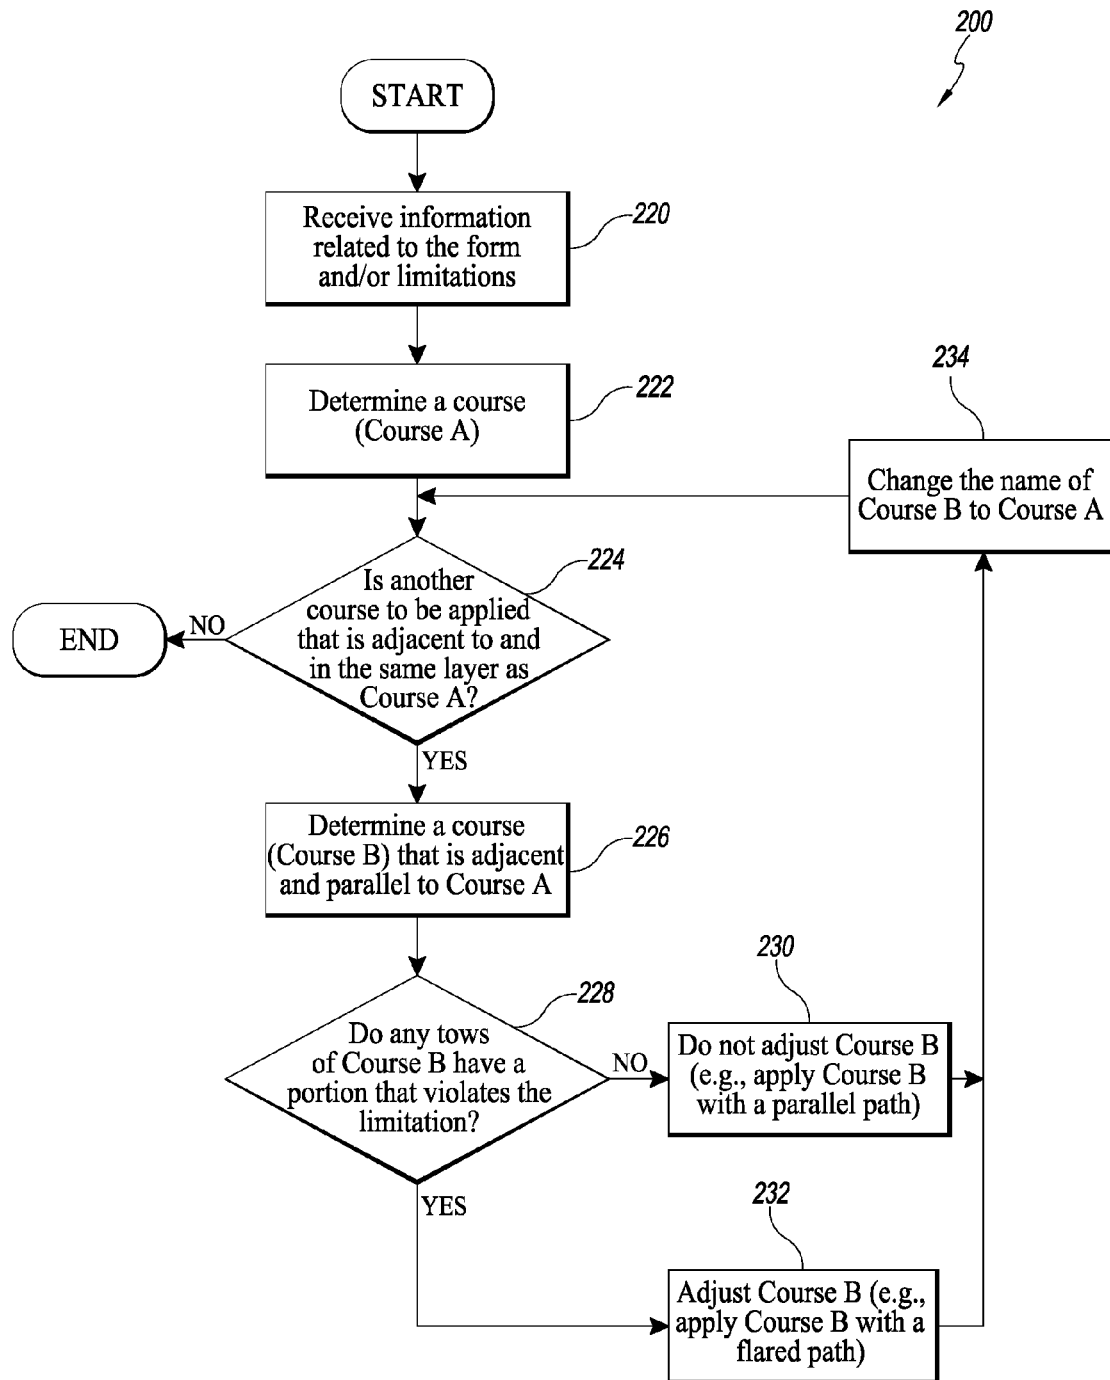 200
START
Receive information
related to the form
and/or limitations
220
Determine a course
(Course A)
222
234
Change the name of
Course B to Course A
224
Is another
course to be applied
that is adjacent to and
in the same layer as
Course A?
NO
END
YES
Determine a course
(Course B) that is adjacent
and parallel to Course A
226
228
Do any tows
of Course B have a
portion that violates the
limitation?
NO
230
Do not adjust Course B
(e.g., apply Course B
with a parallel path)
YES
232
Adjust Course B (e.g.,
apply Course B with a
flared path)